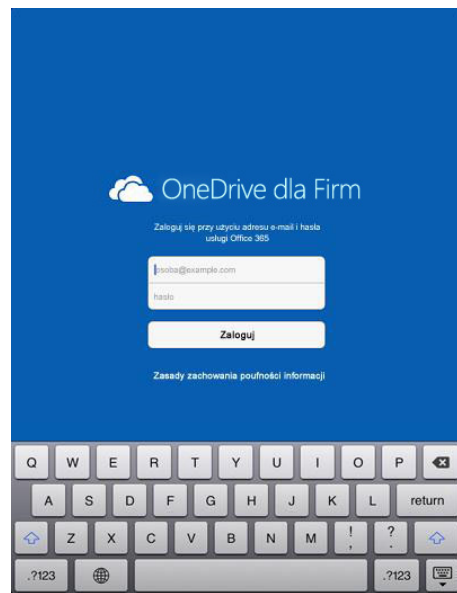 OneDrive dla Firm
Zaloguj się przy użyciu adresu e-mail i hasła
usługi Office 365
osoba@example.com
hasło
Zaloguj
Zasady zachowania poufności informacji
Q W E R T Y U I O P
A S D F G H J K L return
Z X C V B N M ! , ? .
.?123 .?123